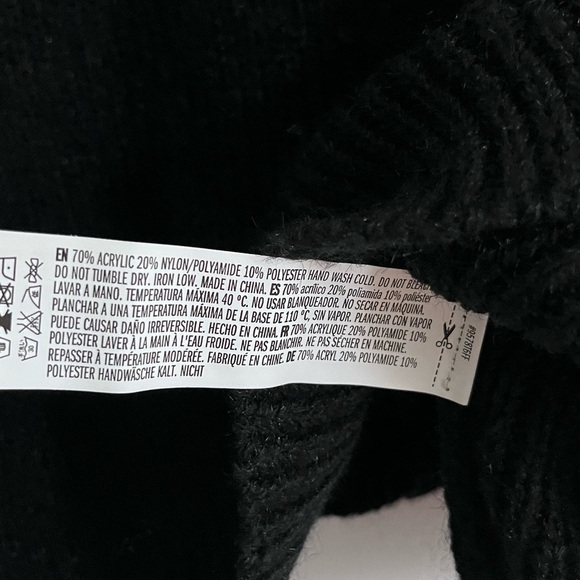 EN 70% ACRYLIC 20% NYLON/POLYAMIDE 10% POLYESTER HAND WASH COLD. DO NOT BLEACH
DO NOT TUMBLE DRY. IRON LOW. MADE IN CHINA. ES 70% acrílico 20% poliamida 10% poliéster
LAVAR A MANO. TEMPERATURA MÁXIMA 40 °C. NO USAR BLANQUEADOR. NO SECAR EN MÁQUINA.
PLANCHAR A UNA TEMPERATURA MÁXIMA DE LA BASE DE 110 °C, SIN VAPOR. PLANCHAR CON VAPOR
PUEDE CAUSAR DAÑO IRREVERSIBLE. HECHO EN CHINA. FR 70% ACRYLIQUE 20% POLYAMIDE 10%
POLYESTER LAVER À LA MAIN À L'EAU FROIDE. NE PAS BLANCHIR. NE PAS SÉCHER EN MACHINE.
REPASSER À TEMPÉRATURE MODÉRÉE. FABRIQUÉ EN CHINE. DE 70% ACRYL 20% POLYAMIDE 10%
POLYESTER HANDWÄSCHE KALT. NICHT
#957816FF